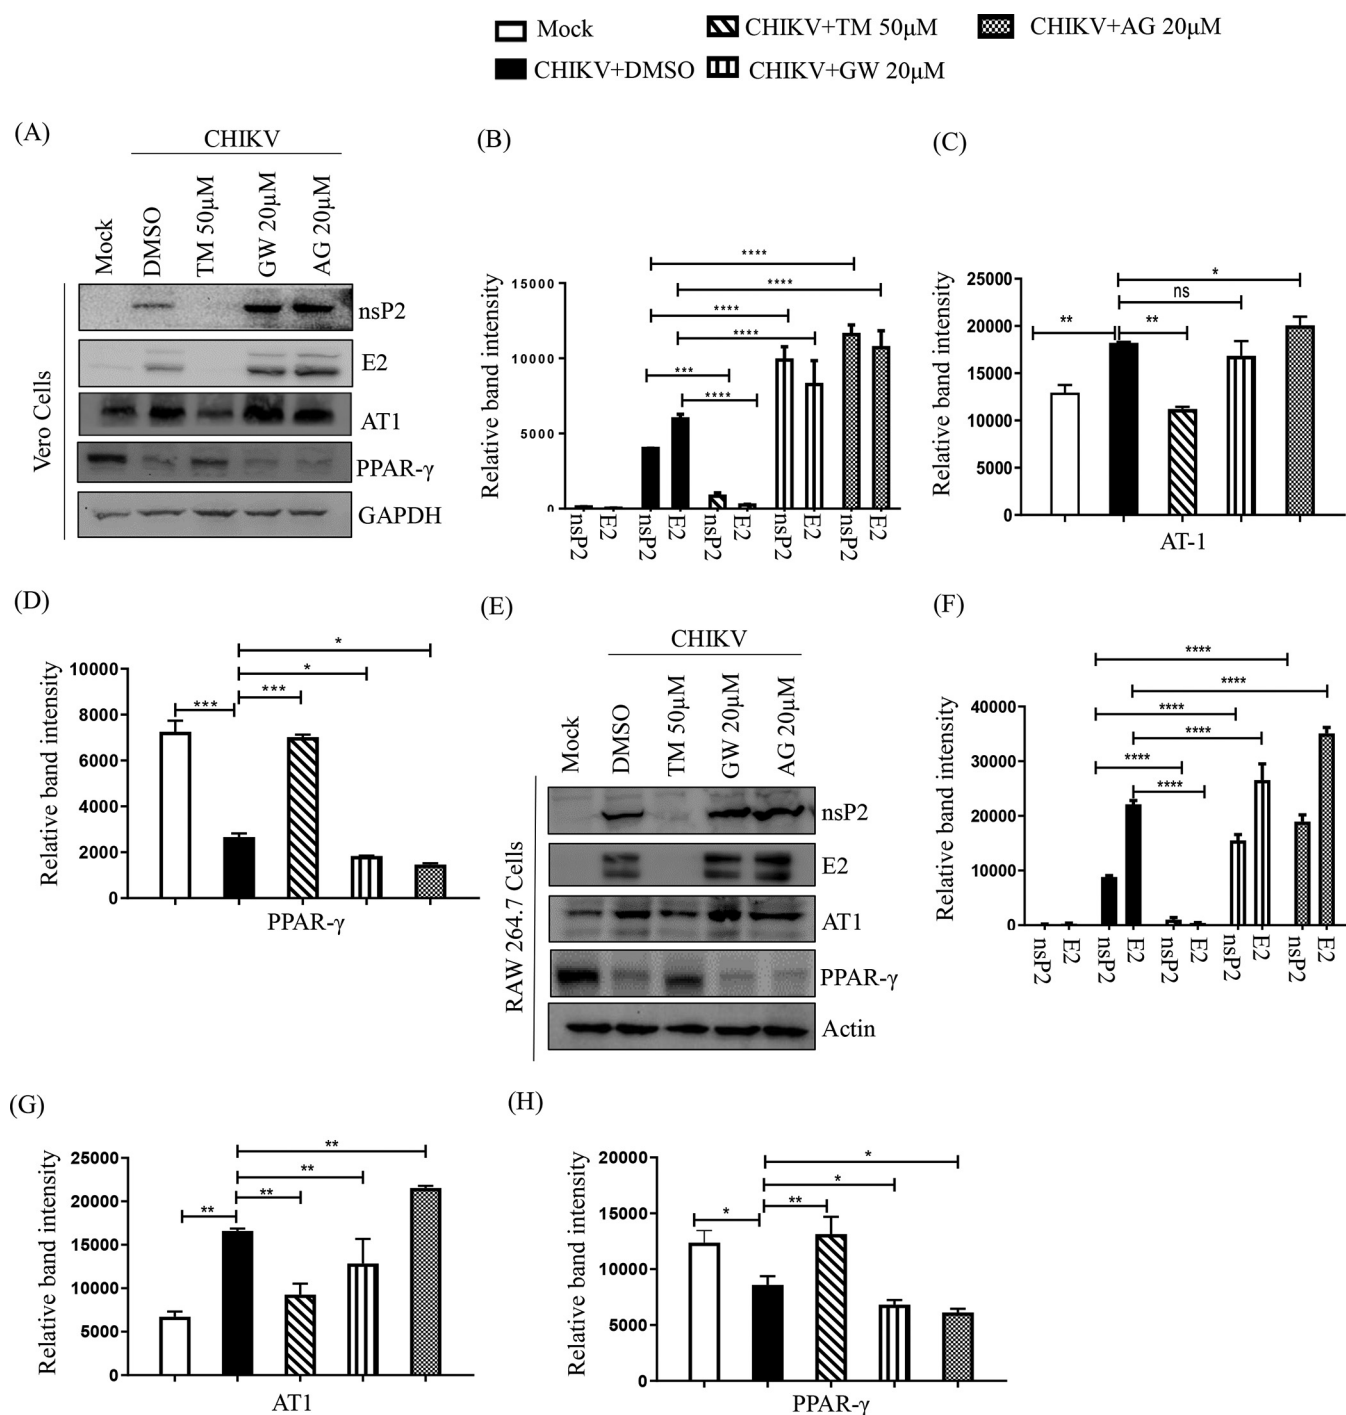 Mock
CHIKV+TM 50μM
CHIKV+AG 20μM
CHIKV+DMSO
CHIKV+GW 20μM
(A)
CHIKV
Mock
DMSO
TM 50μM
GW 20μM
AG 20μM
Vero Cells
nsP2
E2
AT1
PPAR-γ
GAPDH
(B)
Relative band intensity
15000
10000
5000
0
****
****
****
****
***
****
nsP2
E2
nsP2
E2
nsP2
E2
nsP2
E2
nsP2
E2
(C)
Relative band intensity
25000
20000
15000
10000
5000
0
*
ns
**
**
AT-1
(D)
Relative band intensity
10000
8000
6000
4000
2000
0
*
*
***
***
PPAR-γ
(E)
CHIKV
Mock
DMSO
TM 50μM
GW 20μM
AG 20μM
RAW 264.7 Cells
nsP2
E2
AT1
PPAR-γ
Actin
(F)
Relative band intensity
40000
30000
20000
10000
0
****
****
****
****
****
****
nsP2
E2
nsP2
E2
nsP2
E2
nsP2
E2
nsP2
E2
(G)
Relative band intensity
25000
20000
15000
10000
5000
0
**
**
**
**
AT1
(H)
Relative band intensity
20000
15000
10000
5000
0
*
*
**
*
PPAR-γ